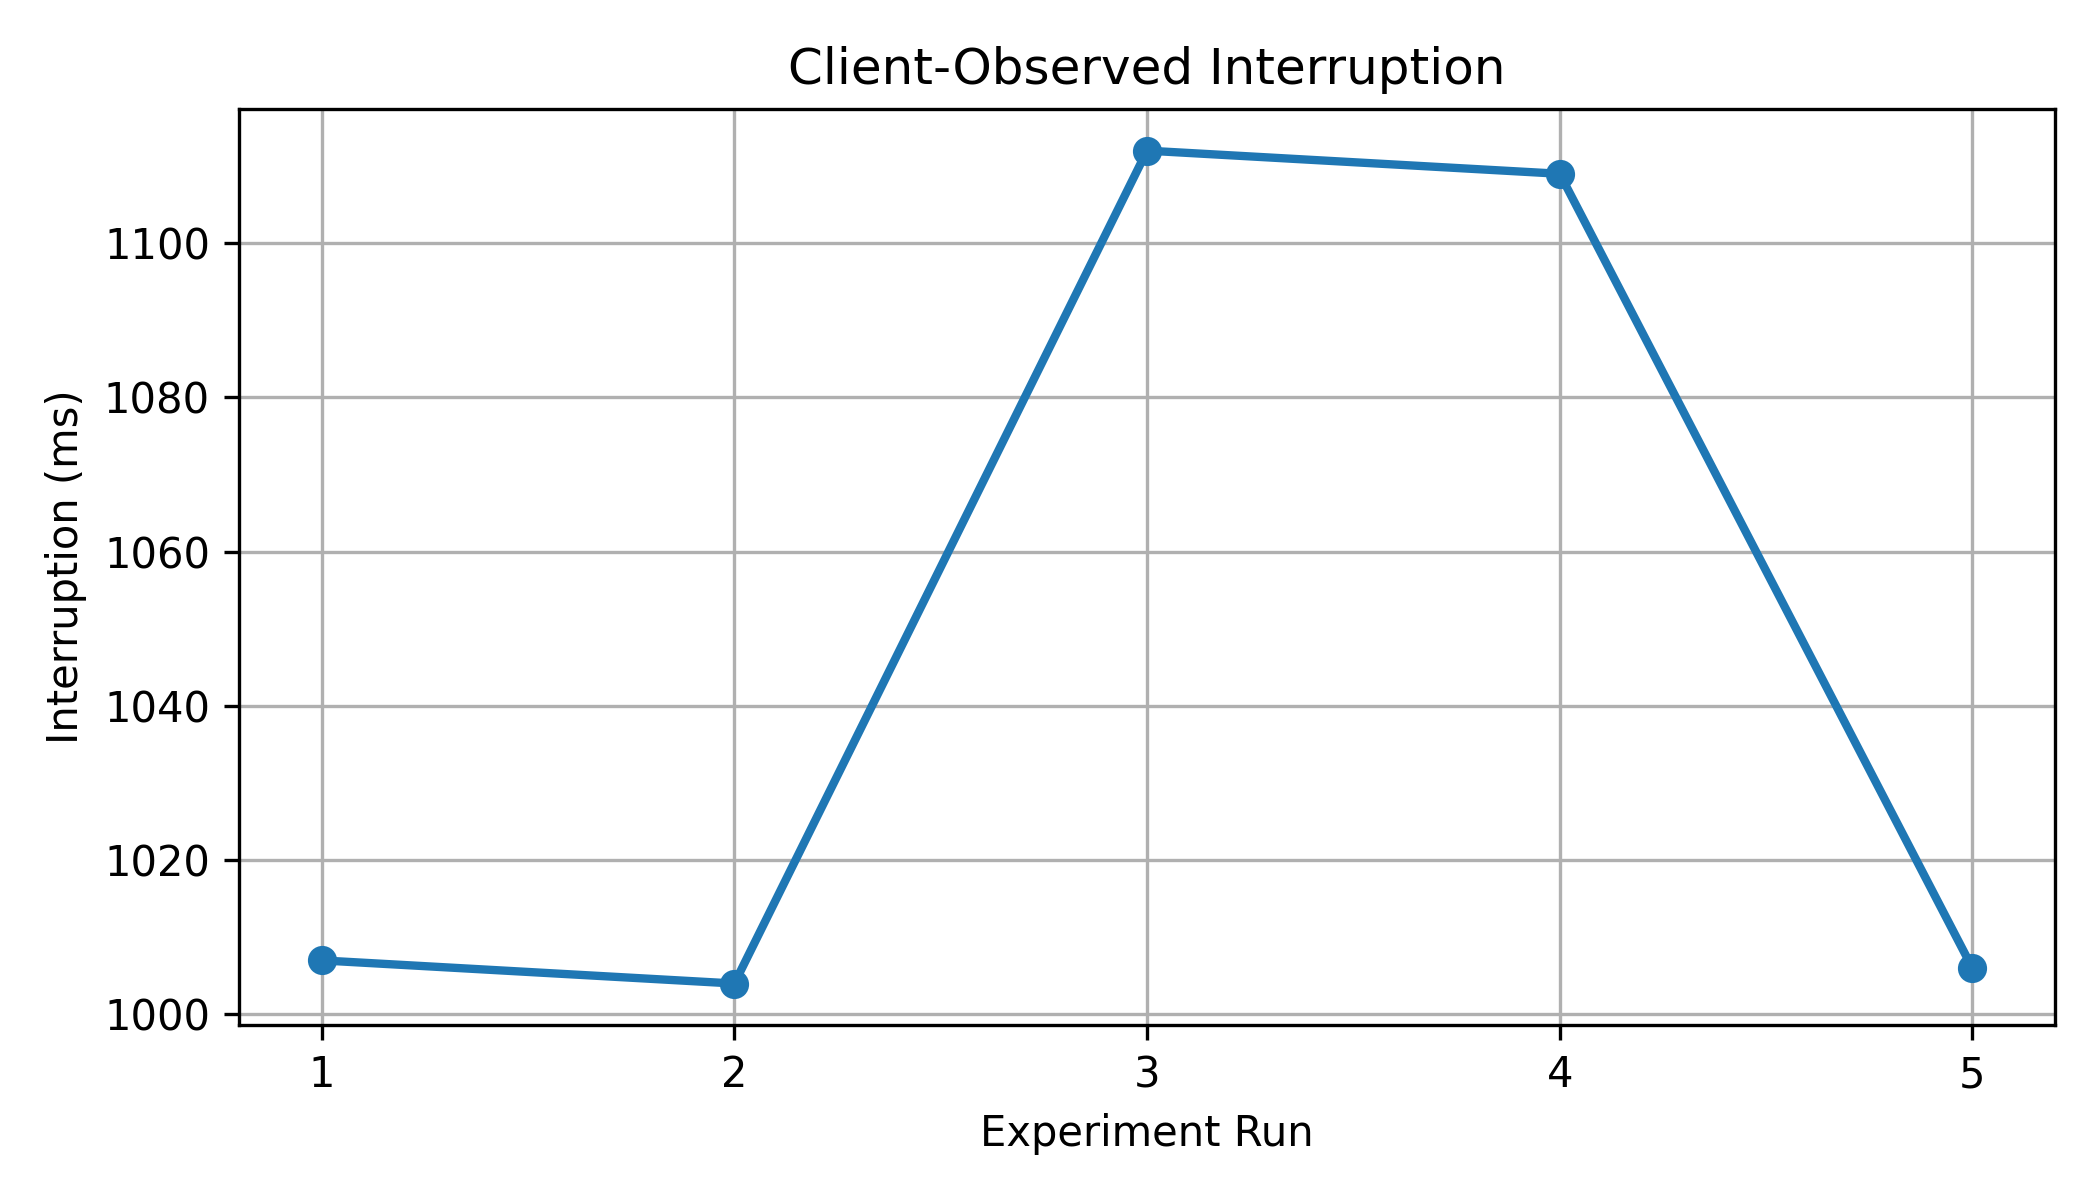 Client-Observed Interruption
Interruption (ms)
1100
1080
1060
1040
1020
1000
1 2 3 4 5
Experiment Run